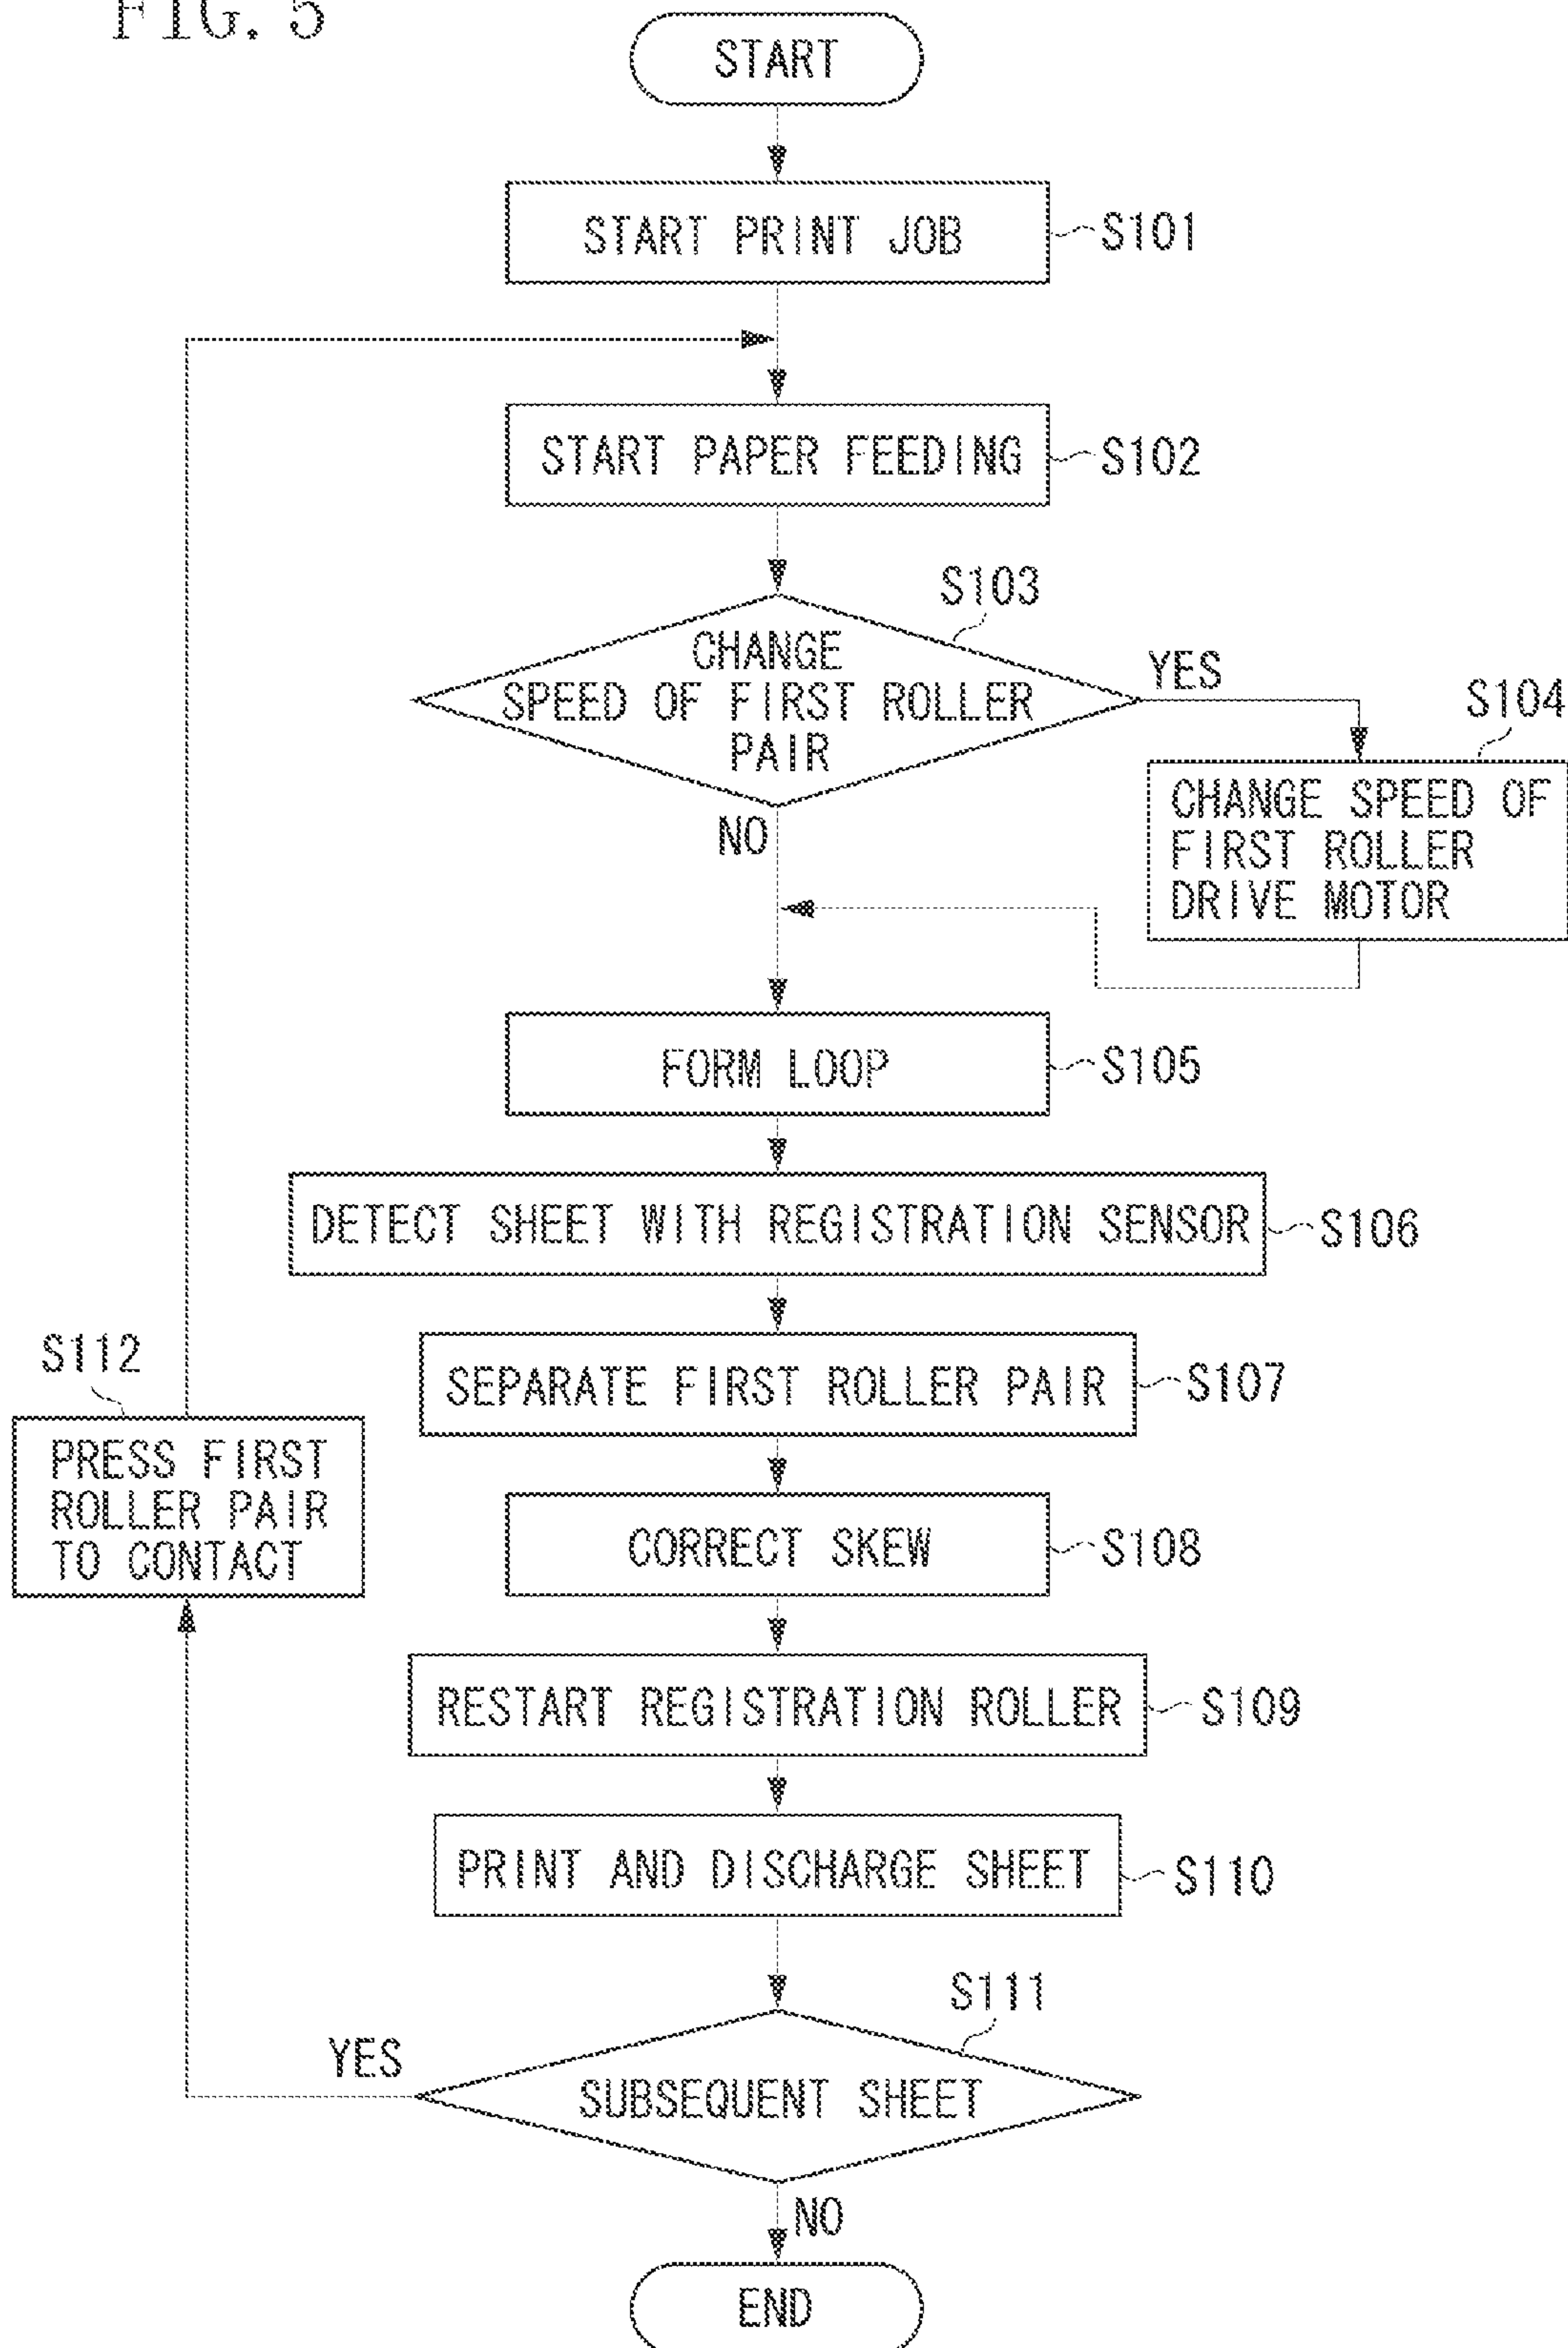 FIG. 5
START
START PRINT JOB
S101
START PAPER FEEDING
S102
S103
CHANGE
SPEED OF FIRST ROLLER
PAIR
YES
NO
S104
CHANGE SPEED OF
FIRST ROLLER
DRIVE MOTOR
FORM LOOP
S105
DETECT SHEET WITH REGISTRATION SENSOR
S106
SEPARATE FIRST ROLLER PAIR
S107
S112
PRESS FIRST
ROLLER PAIR
TO CONTACT
CORRECT SKEW
S108
RESTART REGISTRATION ROLLER
S109
PRINT AND DISCHARGE SHEET
S110
S111
YES
SUBSEQUENT SHEET
NO
END